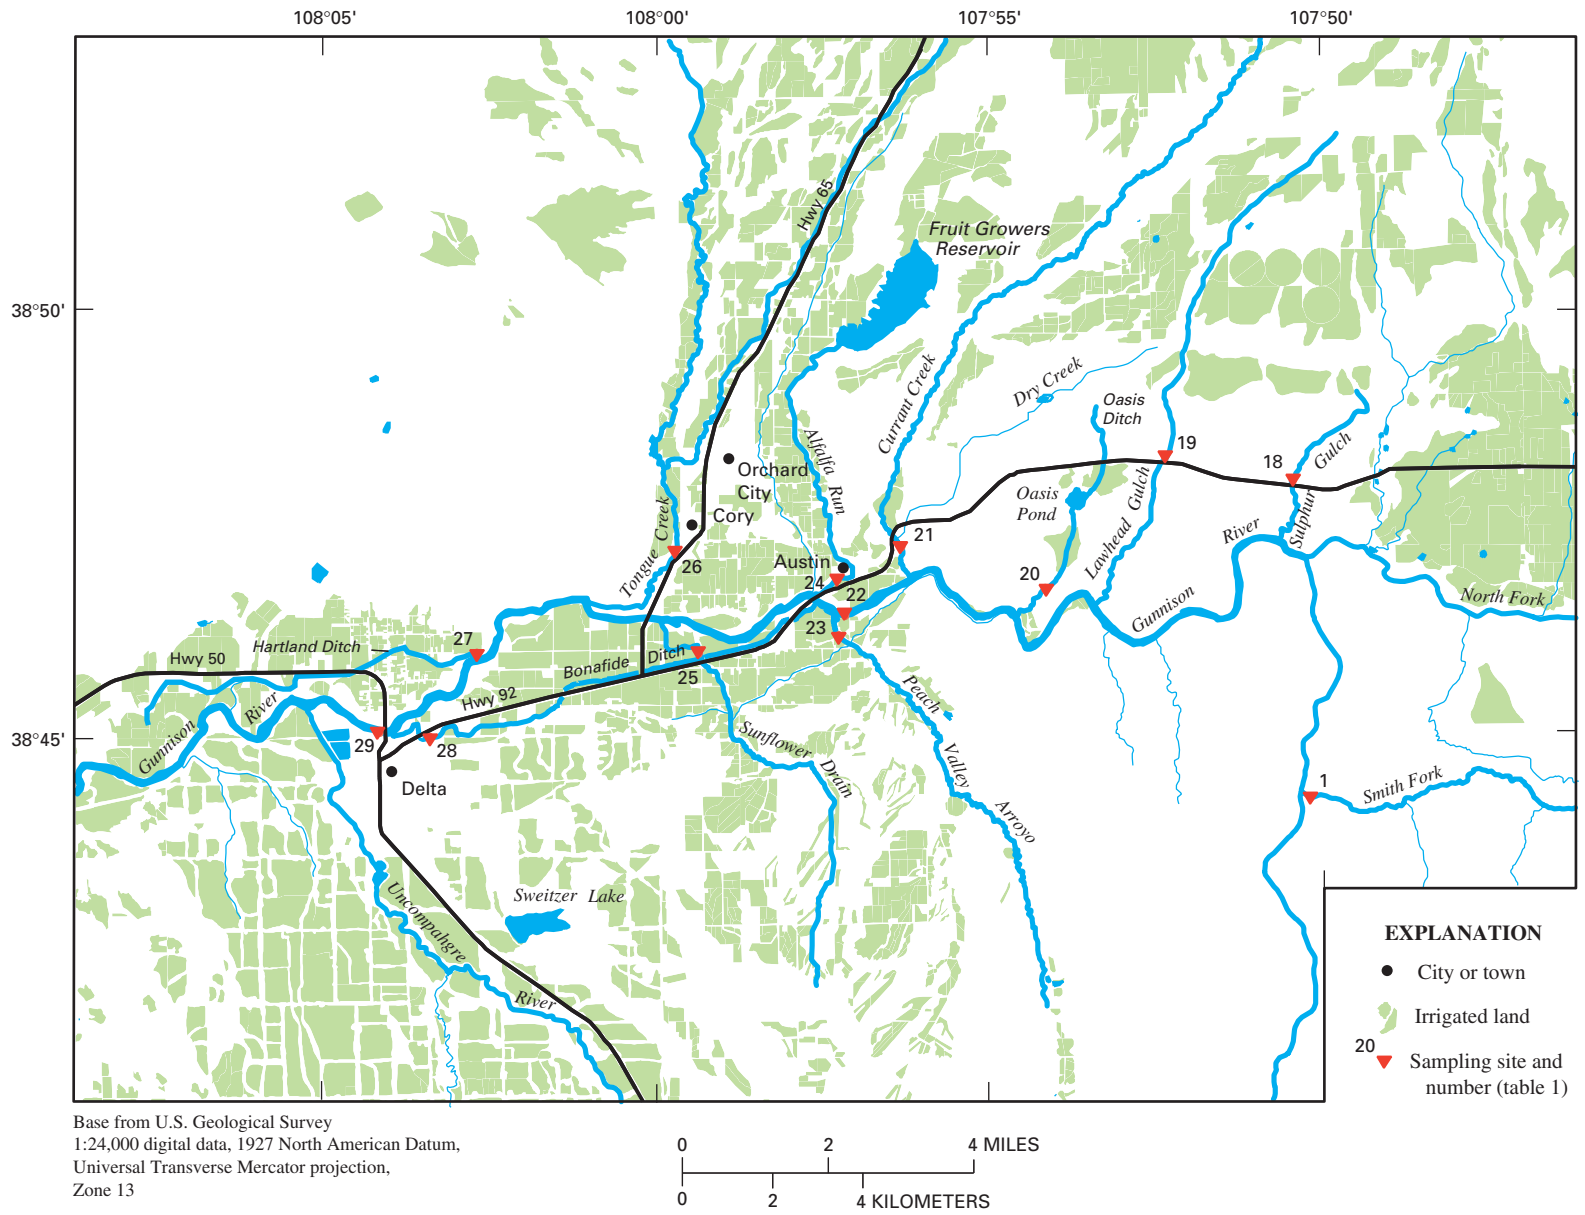 108°05'
108°00'
107°55'
107°50'
38°50'
38°45'
Hwy 65
Fruit Growers
Reservoir
Currant Creek
Dry Creek
Oasis
Ditch
19
18
Gulch
Sulphur
Alfalfa Run
Orchard
City
Cory
Oasis
Pond
Lawhead Gulch
River
21
Tongue Creek
26
Austin
24
22
23
20
Gunnison
North Fork
27
Hartland Ditch
Hwy 50
Bonafide Ditch
25
Hwy 92
Gunnison River
29
28
Delta
Sunflower Drain
Peach Valley Arroyo
1
Smith Fork
Sweitzer Lake
Uncompahgre River
EXPLANATION
City or town
Irrigated land
20
Sampling site and
number (table 1)
Base from U.S. Geological Survey
1:24,000 digital data, 1927 North American Datum,
Universal Transverse Mercator projection,
Zone 13
0 2 4 MILES
0 2 4 KILOMETERS